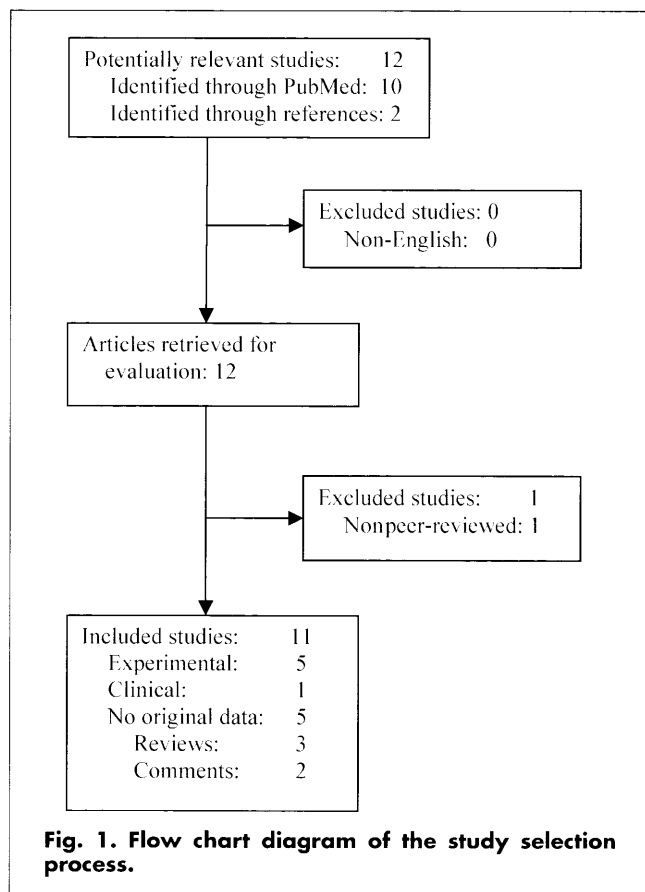 Potentially relevant studies: 12
Identified through PubMed: 10
Identified through references: 2
Excluded studies: 0
Non-English: 0
Articles retrieved for
evaluation: 12
Excluded studies: 1
Nonpeer-reviewed: 1
Included studies: 11
Experimental: 5
Clinical: 1
No original data: 5
Reviews: 3
Comments: 2
Fig. 1. Flow chart diagram of the study selection
process.